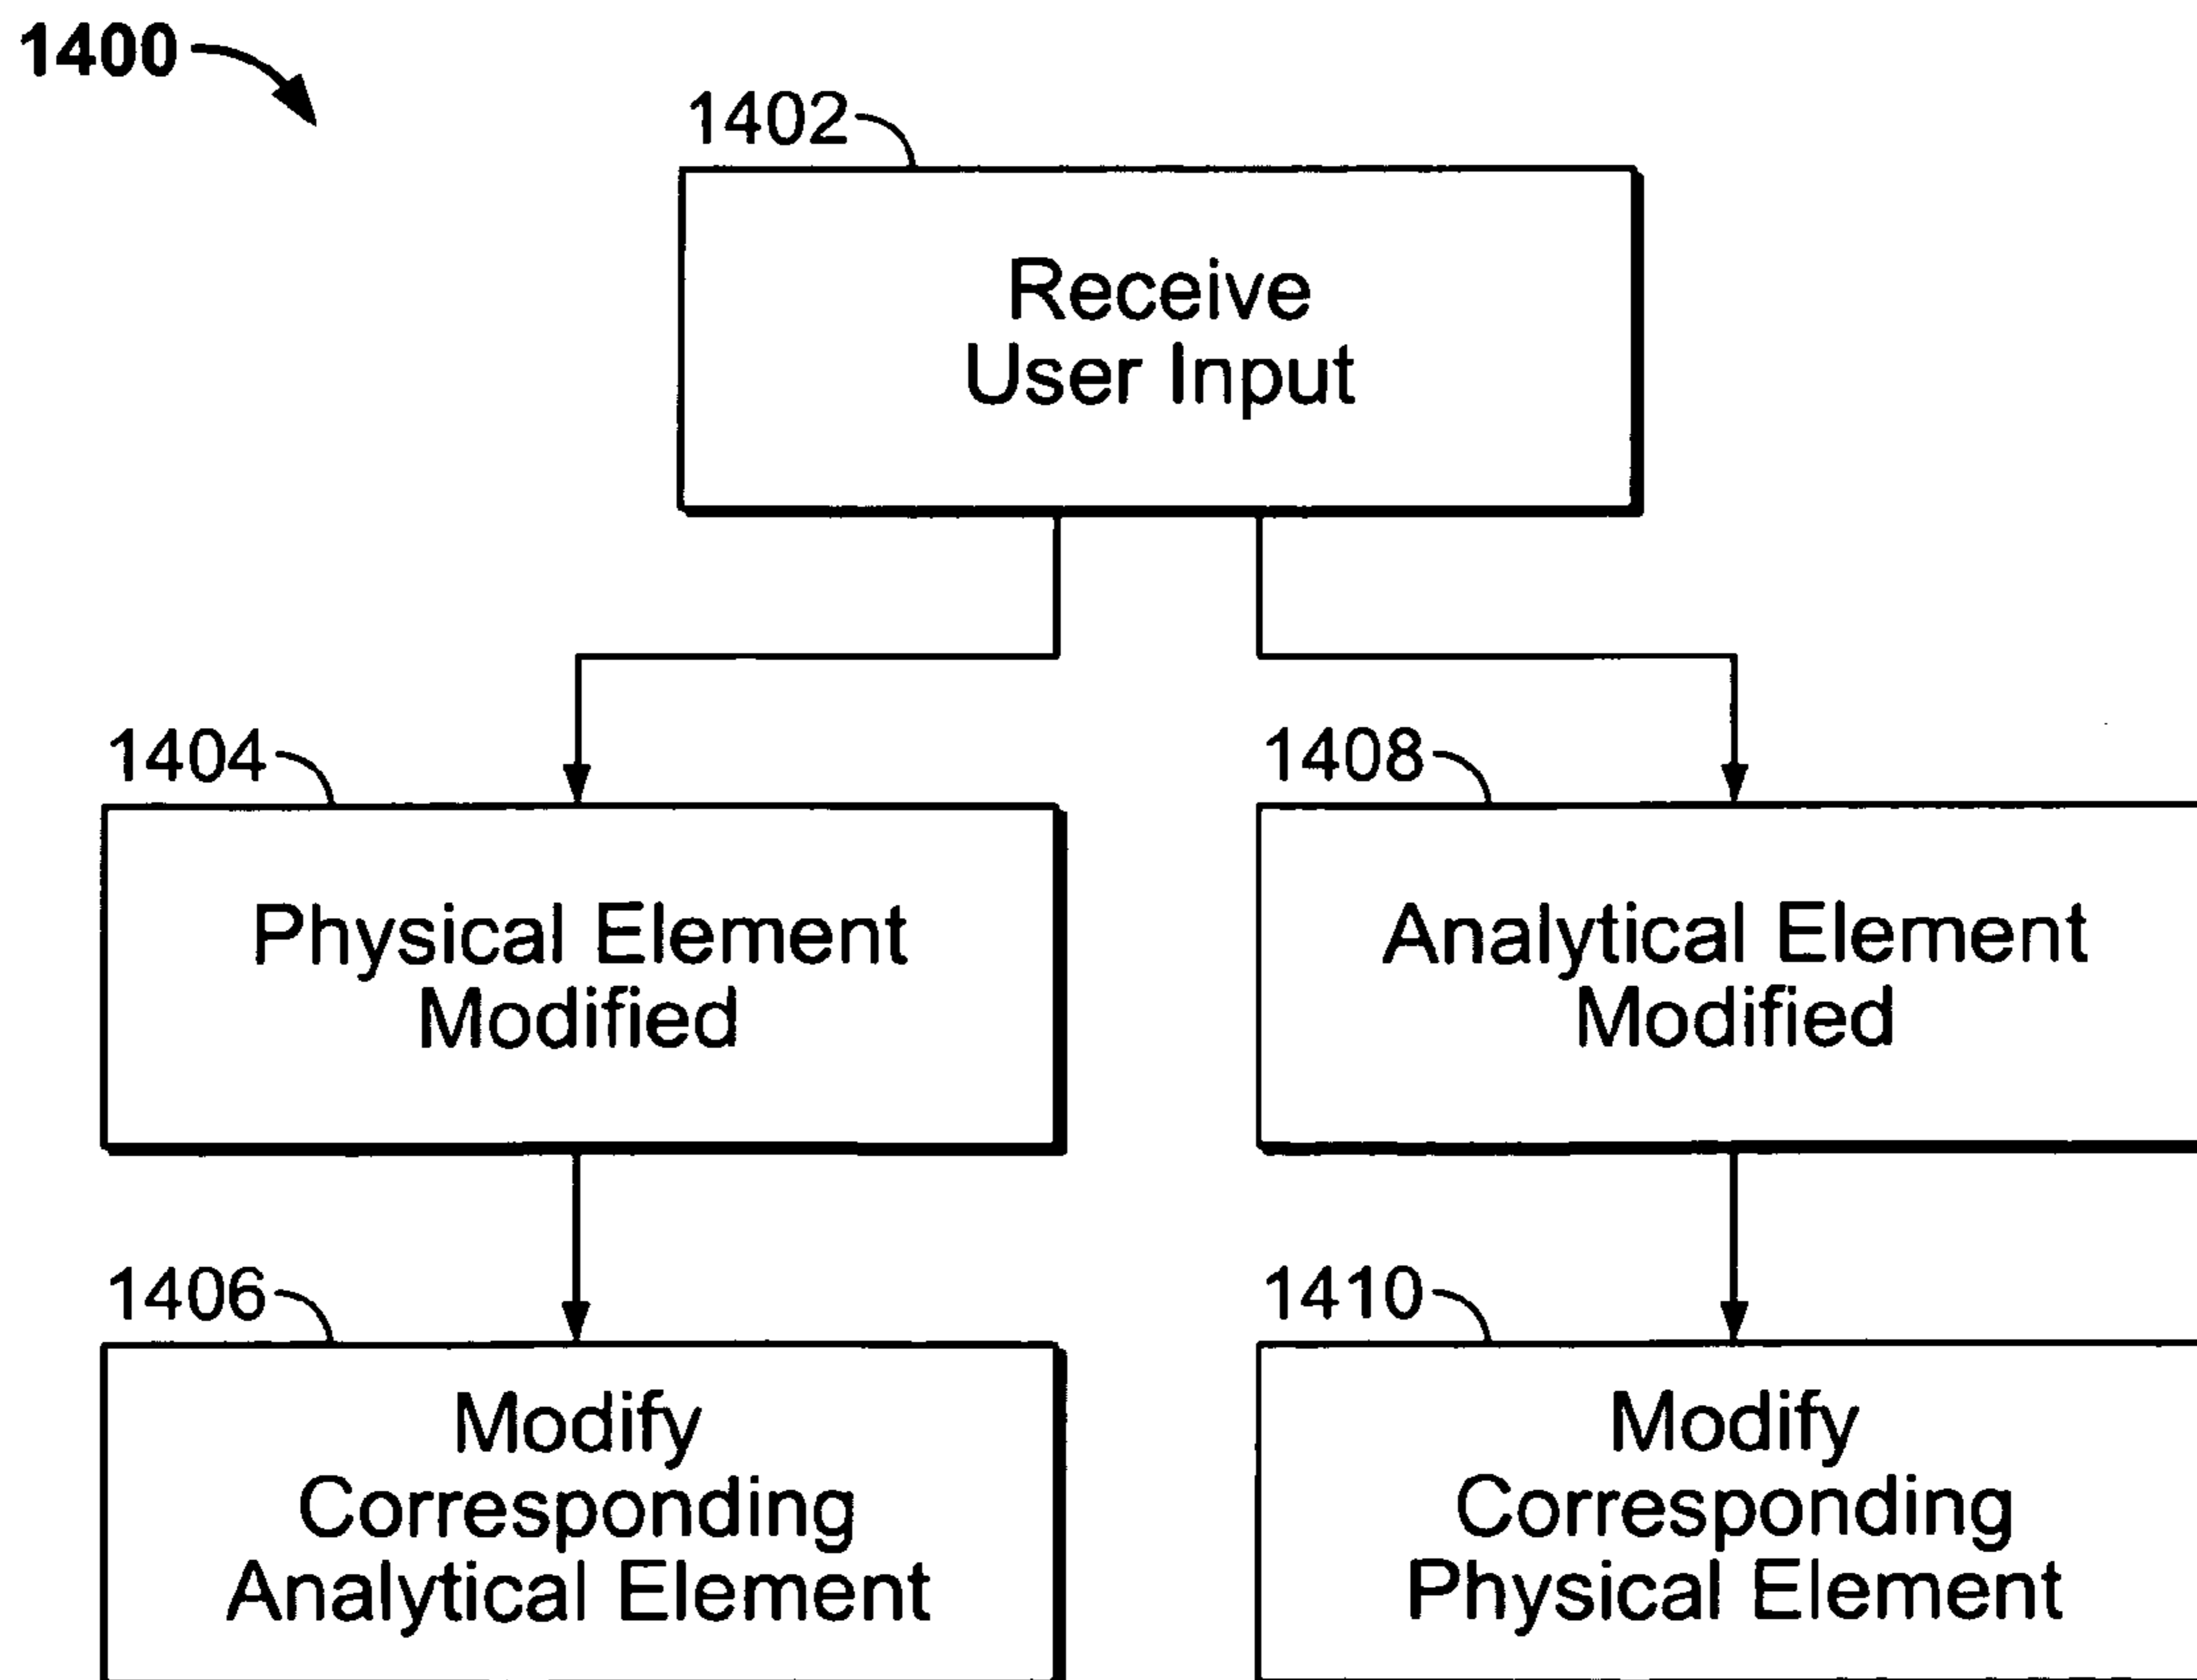 1400
1402
Receive
User Input
1404
Physical Element
Modified
1408
Analytical Element
Modified
1406
Modify
Corresponding
Analytical Element
1410
Modify
Corresponding
Physical Element